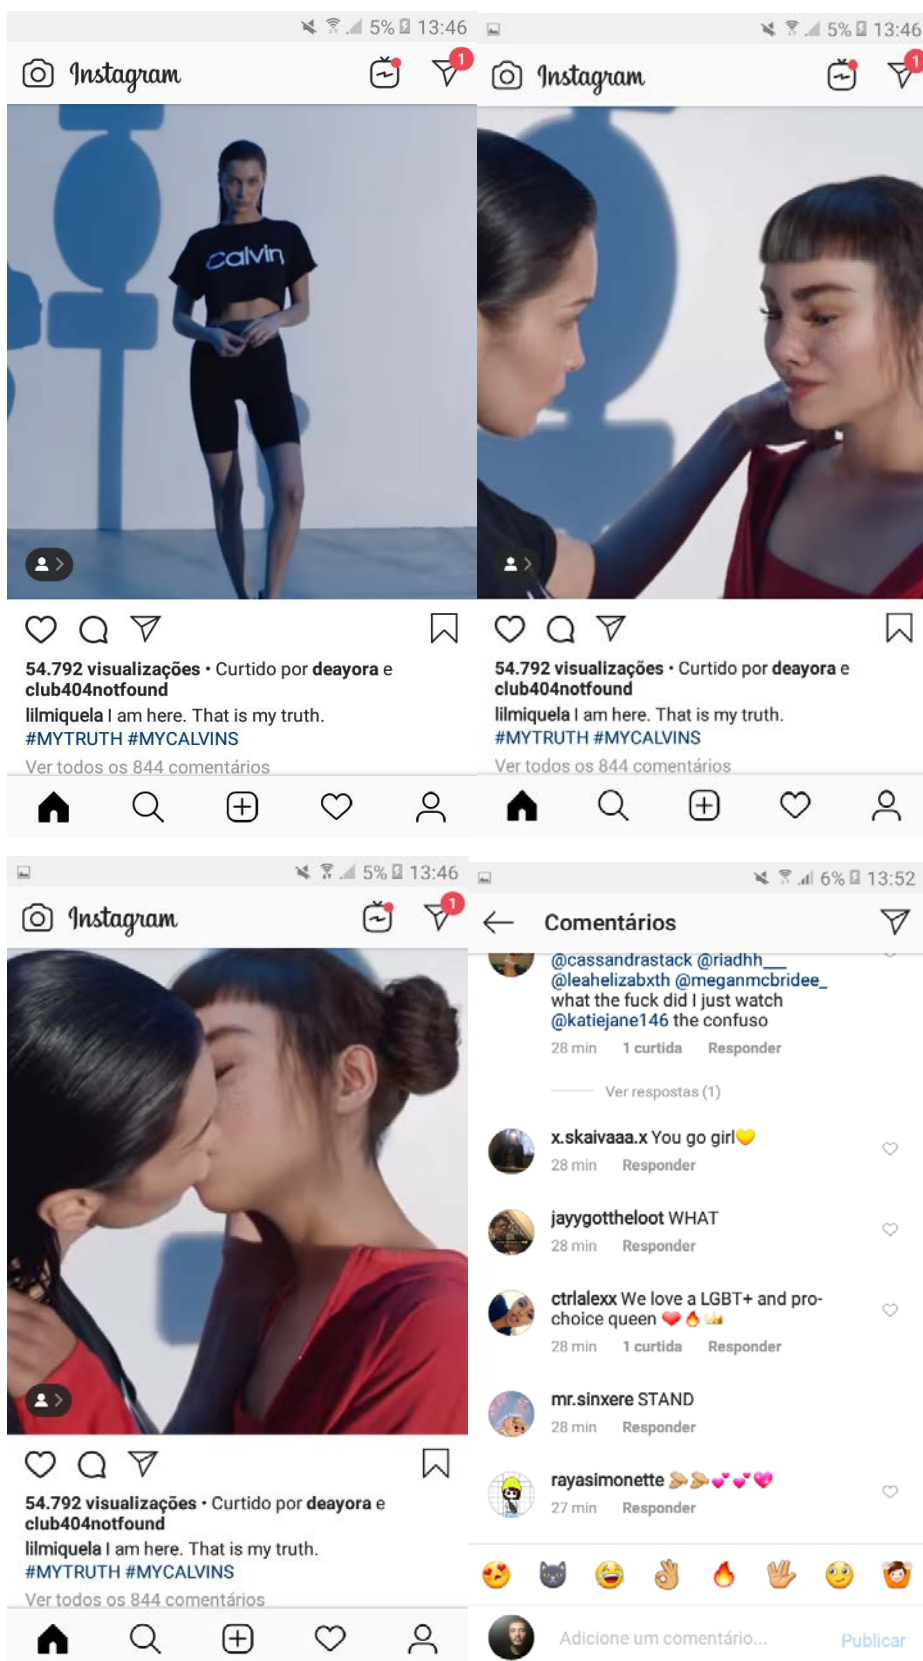 5% 13:46
Instagram
1
Calvin
54.792 visualizações • Curtido por deayora e
club404notfound
lilmiquela I am here. That is my truth.
#MYTRUTH #MYCALVINS
Ver todos os 844 comentários
5% 13:46
Instagram
1
54.792 visualizações • Curtido por deayora e
club404notfound
lilmiquela I am here. That is my truth.
#MYTRUTH #MYCALVINS
Ver todos os 844 comentários
5% 13:46
Instagram
1
54.792 visualizações • Curtido por deayora e
club404notfound
lilmiquela I am here. That is my truth.
#MYTRUTH #MYCALVINS
Ver todos os 844 comentários
6% 13:52
Comentários
@cassandrastack @riadhh___
@leahelizabxth @meganmcbridee_
what the fuck did I just watch
@katiejane146 the confuso
28 min 1 curtida Responder
Ver respostas (1)
x.skaivaaa.x You go girl💛
28 min Responder
jayygottheloot WHAT
28 min Responder
ctrlalexx We love a LGBT+ and pro-
choice queen ❤️🔥👑
28 min 1 curtida Responder
mr.sinxere STAND
28 min Responder
rayasimonette 👏🏼👏🏼💕💕💖
27 min Responder
Adicione um comentário... Publicar